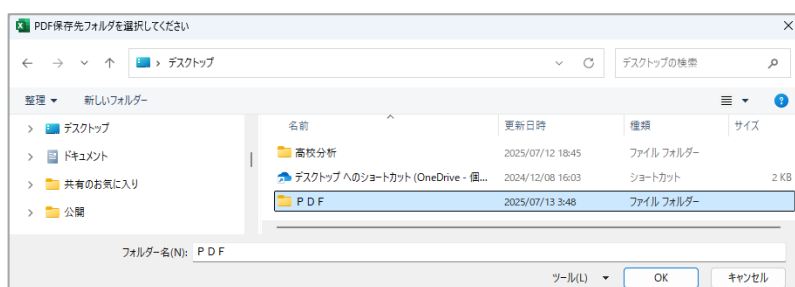 PDF保存先フォルダを選択してください
デスクトップ
デスクトップの検索
整理 新しいフォルダー
名前 更新日時 種類 サイズ
デスクトップ
ドキュメント
共有のお気に入り
公開
高校分析 2025/07/12 18:45 ファイル フォルダー
デスクトップ へのショートカット (OneDrive - 個... 2024/12/08 16:03 ショートカット 2 KB
ＰＤＦ 2025/07/13 3:48 ファイル フォルダー
フォルダー名(N): ＰＤＦ
ツール(L) OK キャンセル